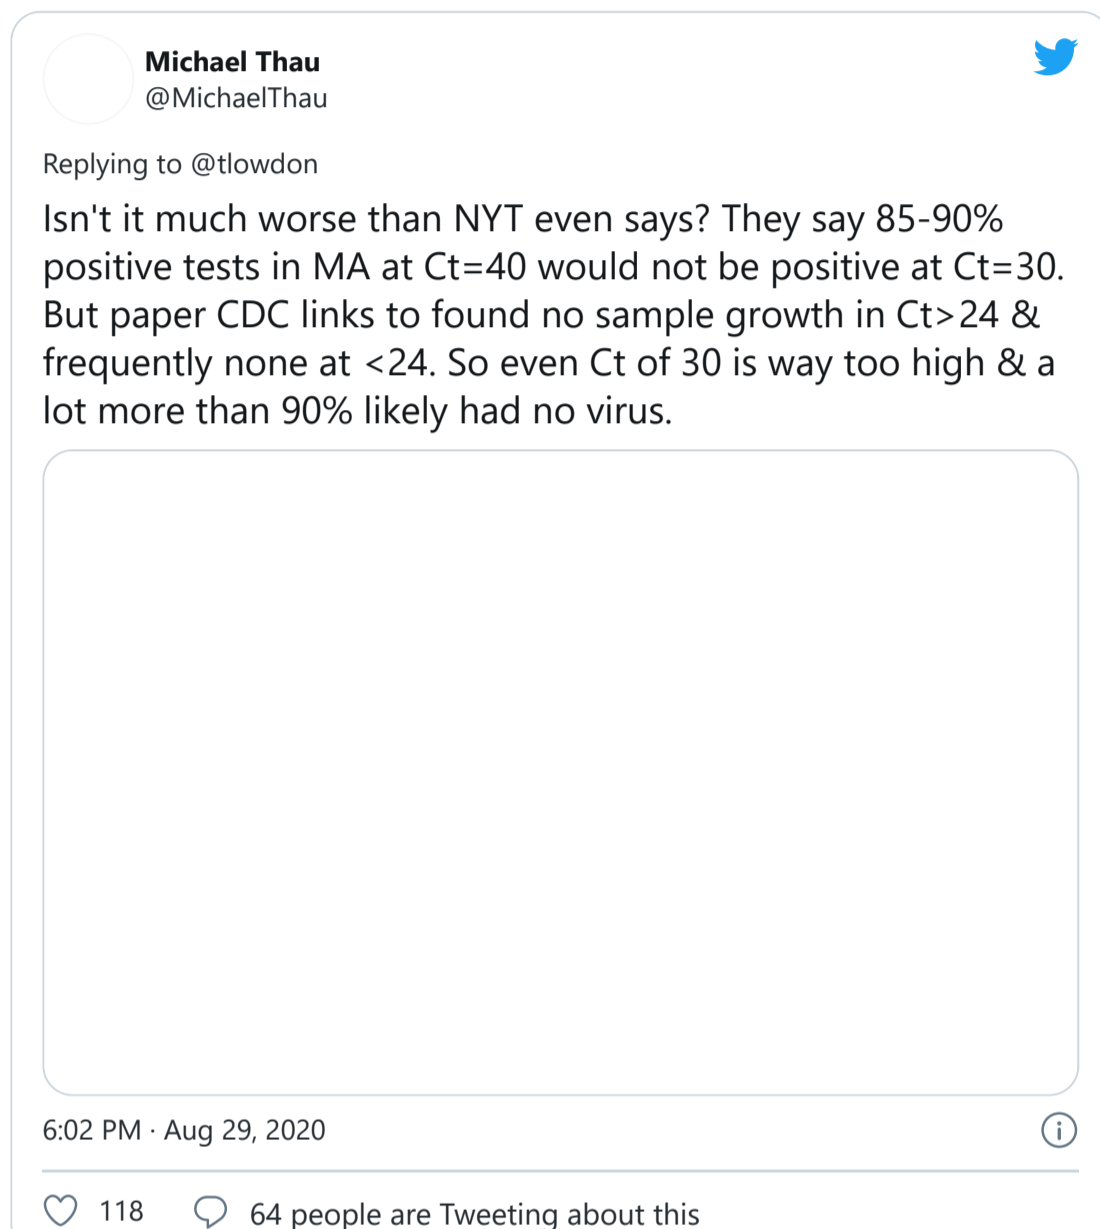 Michael Thau
@MichaelThau
Replying to @tlowdon
Isn't it much worse than NYT even says? They say 85-90%
positive tests in MA at Ct=40 would not be positive at Ct=30.
But paper CDC links to found no sample growth in Ct>24 &
frequently none at <24. So even Ct of 30 is way too high & a
lot more than 90% likely had no virus.
6:02 PM · Aug 29, 2020
118 64 people are Tweeting about this